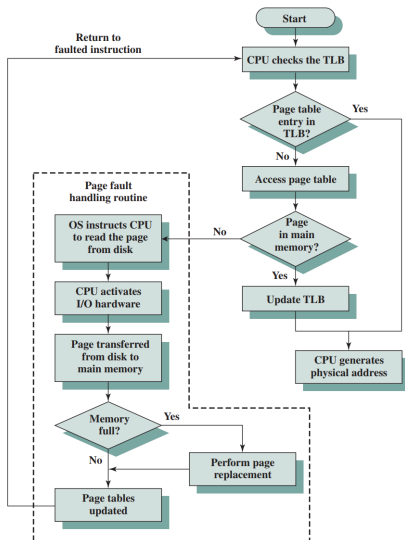 Start
Return to
faulted instruction
CPU checks the TLB
Page table
entry in
TLB?
Yes
No
Access page table
Page fault
handling routine
OS instructs CPU
to read the page
from disk
No
Page
in main
memory?
Yes
CPU activates
I/O hardware
Update TLB
Page transferred
from disk to
main memory
CPU generates
physical address
Memory
full?
Yes
No
Perform page
replacement
Page tables
updated